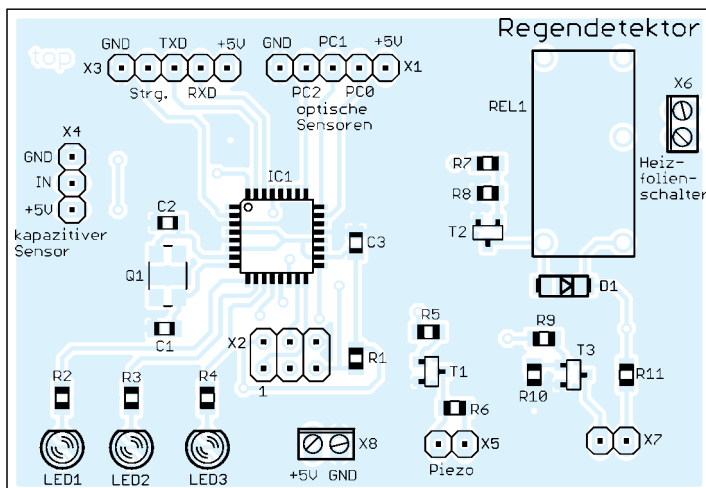 Regendetektor
top
GND TXD +5V
X3
Strg. RXD
GND PC1 +5V
X1
PC2 PC0
optische
Sensoren
X6
REL1
Heiz-
folien-
schalter
X4
GND
IN
+5V
kapazitiver
Sensor
IC1
R7
R8
T2
C2
C3
Q1
C1
D1
X2
1
R1
R5
T1
R6
R9
T3
R10
R11
R2 R3 R4
LED1 LED2 LED3
X8
+5V GND
X5
Piezo
X7